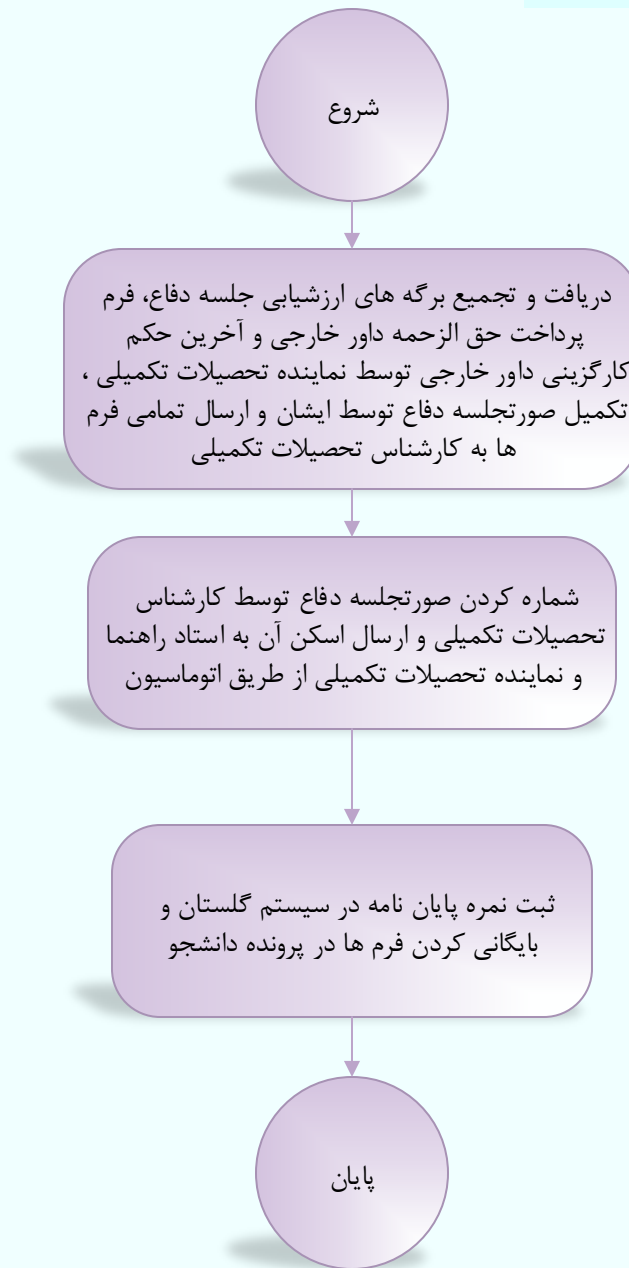 شروع
دریافت و تجمیع برگه های ارزشیابی جلسه دفاع، فرم
پرداخت حق الزحمه داور خارجی و آخرین حکم
کارگزینی داور خارجی توسط نماینده تحصیلات تکمیلی ،
تکمیل صورتجلسه دفاع توسط ایشان و ارسال تمامی فرم
ها به کارشناس تحصیلات تکمیلی
شماره کردن صورتجلسه دفاع توسط کارشناس
تحصیلات تکمیلی و ارسال اسکن آن به استاد راهنما
و نماینده تحصیلات تکمیلی از طریق اتوماسیون
ثبت نمره پایان نامه در سیستم گلستان و
بایگانی کردن فرم ها در پرونده دانشجو
پایان